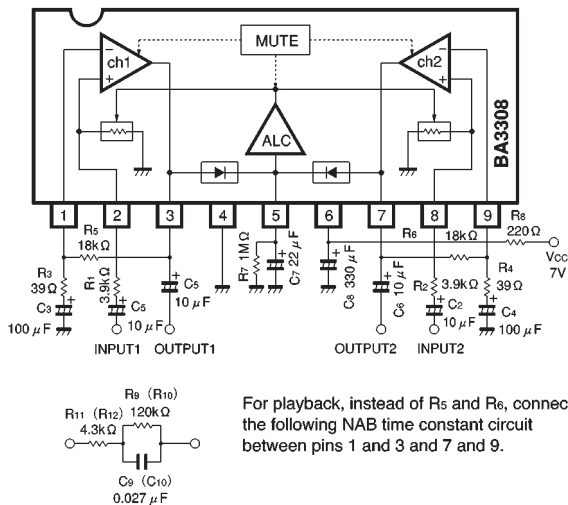 MUTE
ch1
ch2
ALC
BA3308
1
2
3
4
5
6
7
8
9
R5
18kΩ
R3
39Ω
C3
100 μF
R1
3.9kΩ
C5
10 μF
INPUT1
C5
10 μF
OUTPUT1
R7 1MΩ
C7 22 μF
C8 330 μF
R6
18kΩ
C6 10 μF
OUTPUT2
R2 3.9kΩ
C2
10 μF
INPUT2
R4
39Ω
C4
100 μF
R8
220Ω
VCC
7V
R9 (R10)
120kΩ
R11 (R12)
4.3kΩ
C9 (C10)
0.027 μF
For playback, instead of R5 and R6, connec
the following NAB time constant circuit
between pins 1 and 3 and 7 and 9.